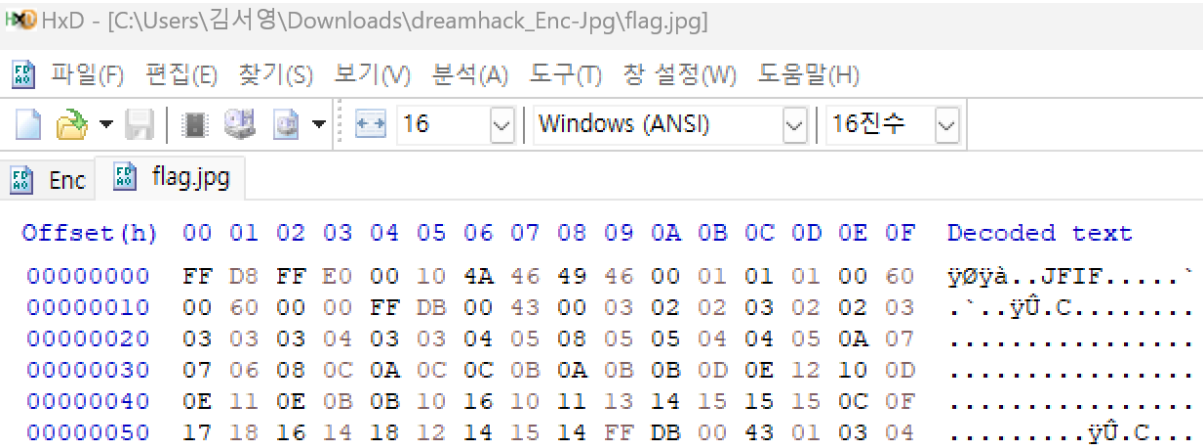 HxD - [C:\Users\김서영\Downloads\dreamhack_Enc-Jpg\flag.jpg]
파일(F) 편집(E) 찾기(S) 보기(V) 분석(A) 도구(T) 창 설정(W) 도움말(H)
16 Windows (ANSI) 16진수
Enc flag.jpg
Offset(h) 00 01 02 03 04 05 06 07 08 09 0A 0B 0C 0D 0E 0F Decoded text
00000000 FF D8 FF E0 00 10 4A 46 49 46 00 01 01 01 00 60 ÿØÿà..JFIF.....`
00000010 00 60 00 00 FF DB 00 43 00 03 02 02 03 02 02 03 .`..ÿÛ.C........
00000020 03 03 03 04 03 03 04 05 08 05 05 04 04 05 0A 07 ................
00000030 07 06 08 0C 0A 0C 0C 0B 0A 0B 0B 0D 0E 12 10 0D ................
00000040 0E 11 0E 0B 0B 10 16 10 11 13 14 15 15 15 0C 0F ................
00000050 17 18 16 14 18 12 14 15 14 FF DB 00 43 01 03 04 .........ÿÛ.C...